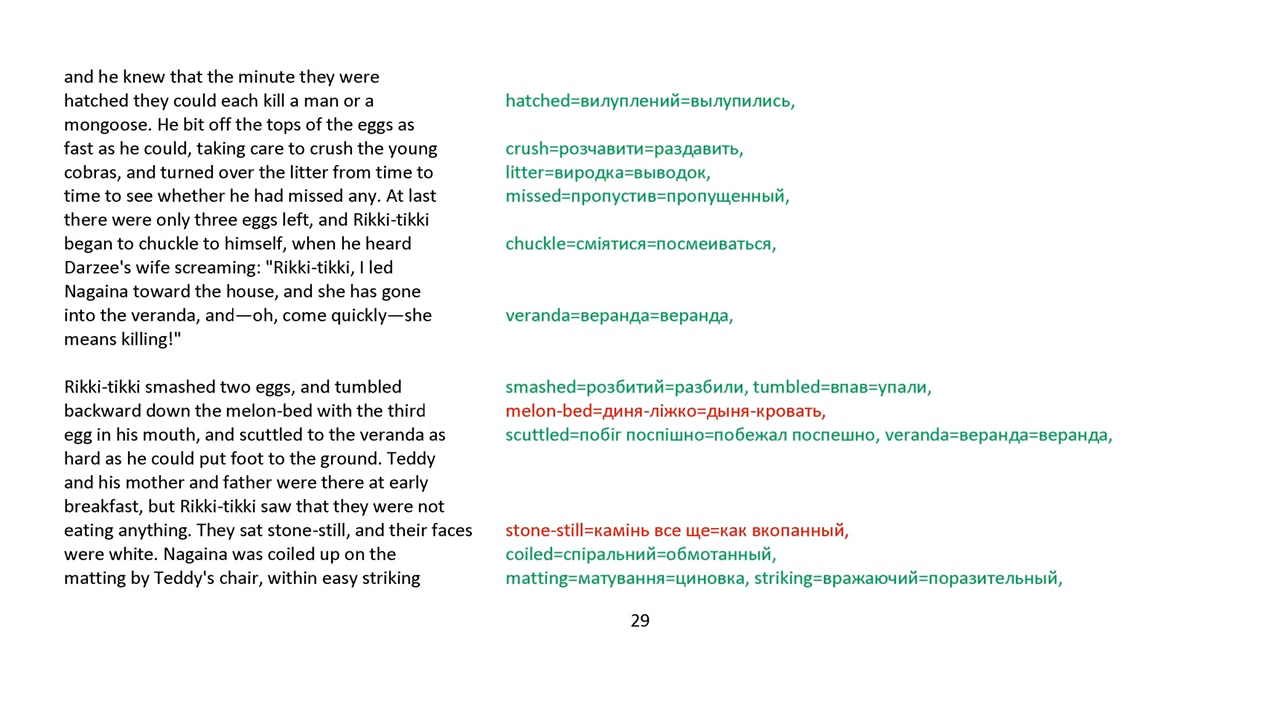 and he knew that the minute they were
hatched they could each kill a man or a
hatched=вилуплений=вылупились,
mongoose. He bit off the tops of the eggs as
fast as he could, taking care to crush the young
crush=розчавити=раздавить,
cobras, and turned over the litter from time to
litter=виродка=выводок,
time to see whether he had missed any. At last
missed=пропустив=пропущенный,
there were only three eggs left, and Rikki-tikki
began to chuckle to himself, when he heard
chuckle=сміятися=посмеиваться,
Darzee's wife screaming: "Rikki-tikki, I led
Nagaina toward the house, and she has gone
into the veranda, and—oh, come quickly—she
veranda=веранда=веранда,
means killing!"
Rikki-tikki smashed two eggs, and tumbled
smashed=розбитий=разбили, tumbled=впав=упали,
backward down the melon-bed with the third
melon-bed=диня-ліжко=дыня-кровать,
egg in his mouth, and scuttled to the veranda as
scuttled=побіг поспішно=побежал поспешно, veranda=веранда=веранда,
hard as he could put foot to the ground. Teddy
and his mother and father were there at early
breakfast, but Rikki-tikki saw that they were not
eating anything. They sat stone-still, and their faces
stone-still=камінь все ще=как вкопанный,
were white. Nagaina was coiled up on the
coiled=спіральний=обмотанный,
matting by Teddy's chair, within easy striking
matting=матування=циновка, striking=вражаючий=поразительный,
29